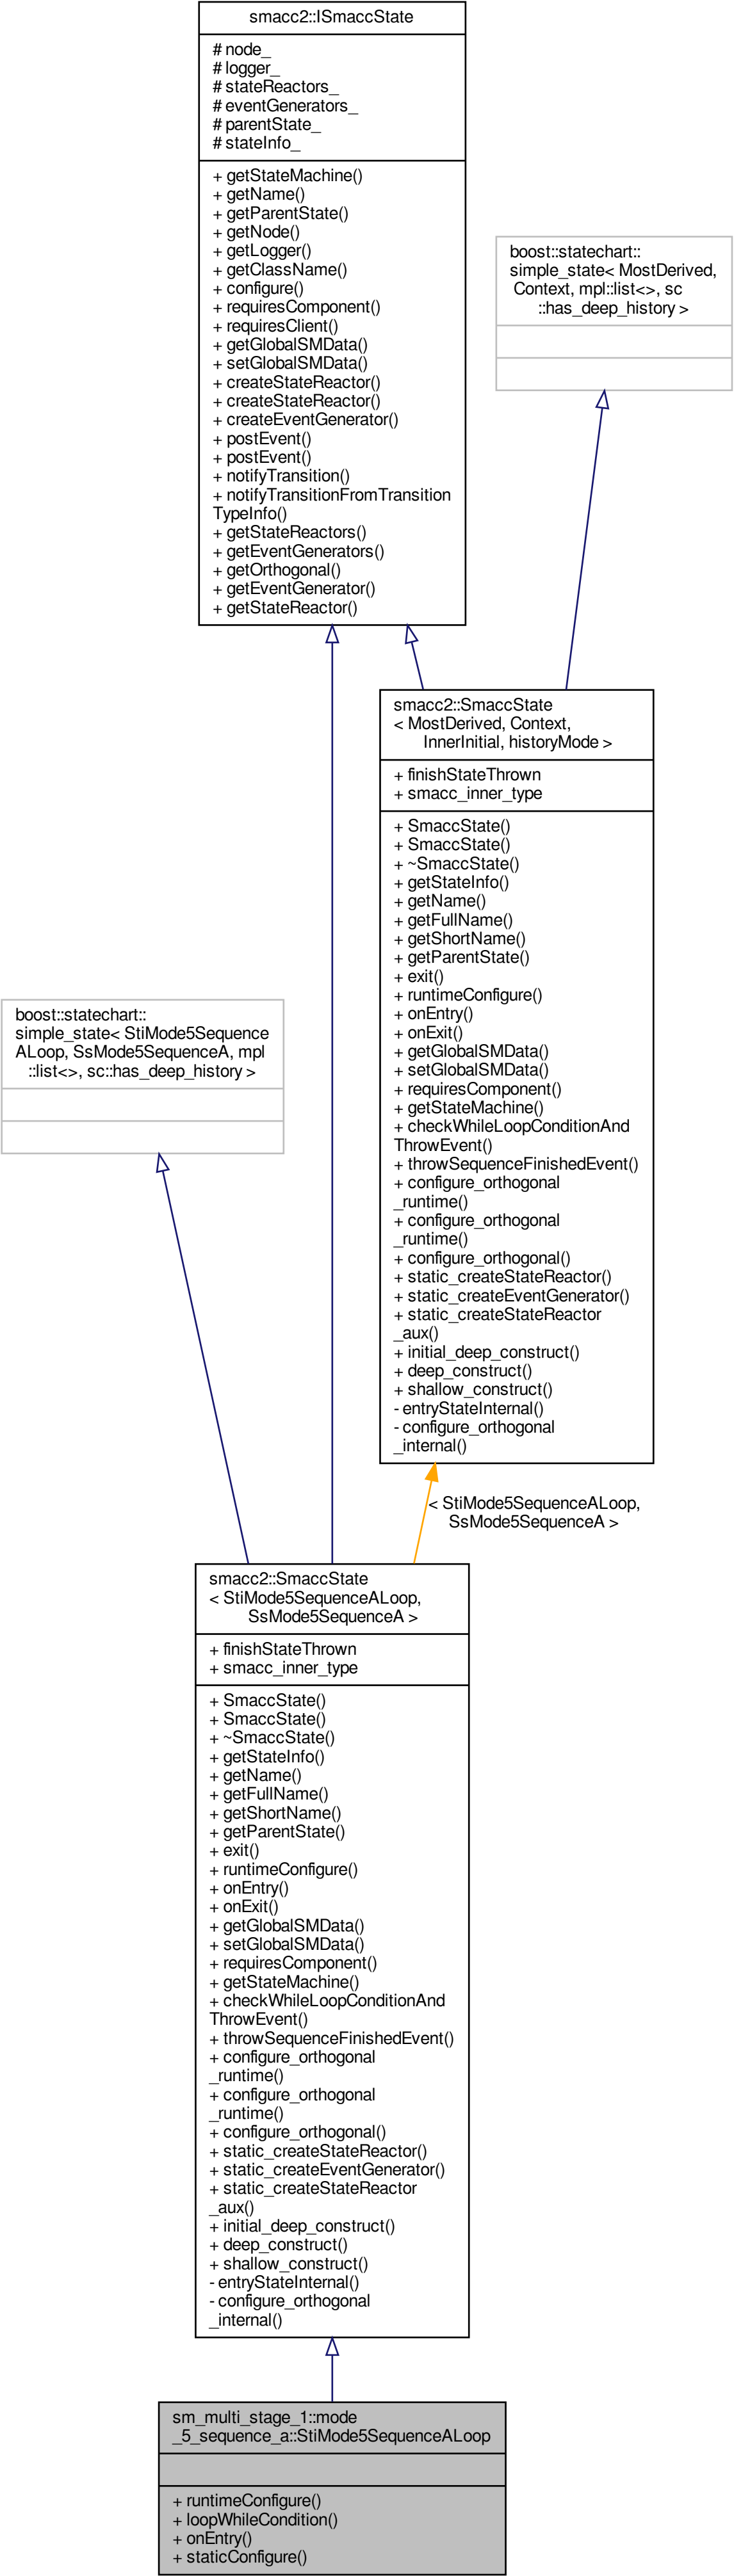 smacc2::ISmaccState
# node_
# logger_
# stateReactors_
# eventGenerators_
# parentState_
# stateInfo_
+ getStateMachine()
+ getName()
+ getParentState()
+ getNode()
+ getLogger()
+ getClassName()
+ configure()
+ requiresComponent()
+ requiresClient()
+ getGlobalSMData()
+ setGlobalSMData()
+ createStateReactor()
+ createStateReactor()
+ createEventGenerator()
+ postEvent()
+ postEvent()
+ notifyTransition()
+ notifyTransitionFromTransition
TypeInfo()
+ getStateReactors()
+ getEventGenerators()
+ getOrthogonal()
+ getEventGenerator()
+ getStateReactor()
boost::statechart::
simple_state< MostDerived,
Context, mpl::list<>, sc
::has_deep_history >
smacc2::SmaccState
< MostDerived, Context,
InnerInitial, historyMode >
+ finishStateThrown
+ smacc_inner_type
+ SmaccState()
+ SmaccState()
+ ~SmaccState()
+ getStateInfo()
+ getName()
+ getFullName()
+ getShortName()
+ getParentState()
+ exit()
+ runtimeConfigure()
+ onEntry()
+ onExit()
+ getGlobalSMData()
+ setGlobalSMData()
+ requiresComponent()
+ getStateMachine()
+ checkWhileLoopConditionAnd
ThrowEvent()
+ throwSequenceFinishedEvent()
+ configure_orthogonal
_runtime()
+ configure_orthogonal
_runtime()
+ configure_orthogonal()
+ static_createStateReactor()
+ static_createEventGenerator()
+ static_createStateReactor
_aux()
+ initial_deep_construct()
+ deep_construct()
+ shallow_construct()
- entryStateInternal()
- configure_orthogonal
_internal()
boost::statechart::
simple_state< StiMode5Sequence
ALoop, SsMode5SequenceA, mpl
::list<>, sc::has_deep_history >
< StiMode5SequenceALoop,
SsMode5SequenceA >
smacc2::SmaccState
< StiMode5SequenceALoop,
SsMode5SequenceA >
+ finishStateThrown
+ smacc_inner_type
+ SmaccState()
+ SmaccState()
+ ~SmaccState()
+ getStateInfo()
+ getName()
+ getFullName()
+ getShortName()
+ getParentState()
+ exit()
+ runtimeConfigure()
+ onEntry()
+ onExit()
+ getGlobalSMData()
+ setGlobalSMData()
+ requiresComponent()
+ getStateMachine()
+ checkWhileLoopConditionAnd
ThrowEvent()
+ throwSequenceFinishedEvent()
+ configure_orthogonal
_runtime()
+ configure_orthogonal
_runtime()
+ configure_orthogonal()
+ static_createStateReactor()
+ static_createEventGenerator()
+ static_createStateReactor
_aux()
+ initial_deep_construct()
+ deep_construct()
+ shallow_construct()
- entryStateInternal()
- configure_orthogonal
_internal()
sm_multi_stage_1::mode
_5_sequence_a::StiMode5SequenceALoop
+ runtimeConfigure()
+ loopWhileCondition()
+ onEntry()
+ staticConfigure()